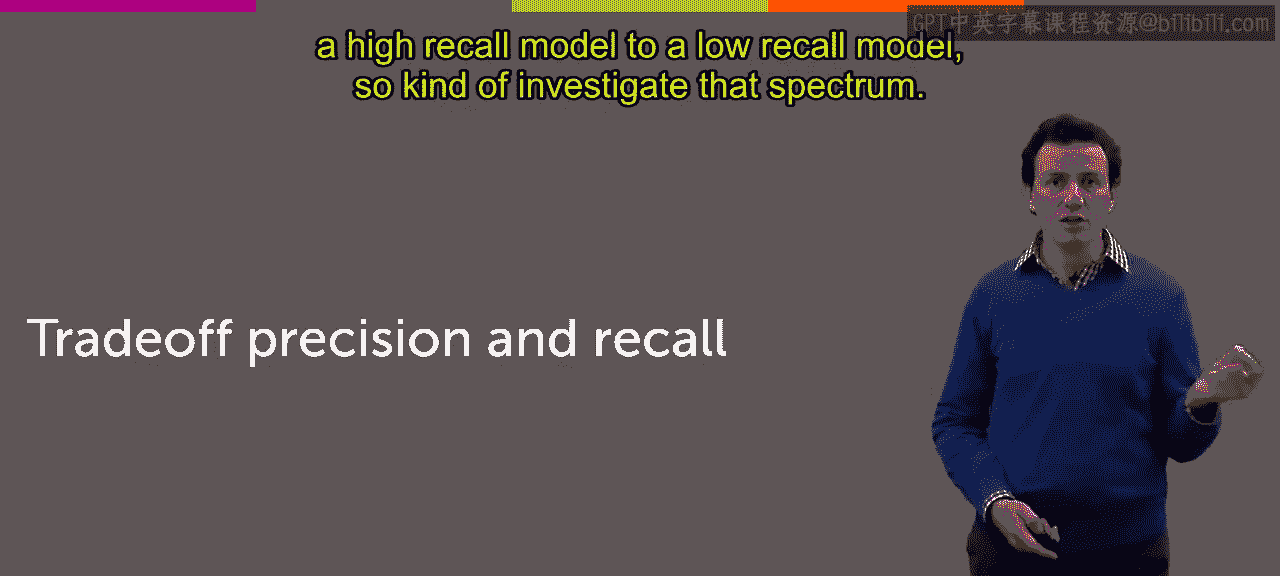 GPT中英字幕课程资源@bilibili.com
a high recall model to a low recall model,
so kind of investigate that spectrum.
Tradeoff precision and recall